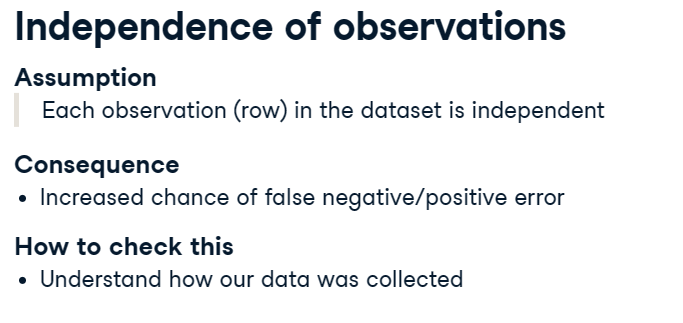 Independence of observations
Assumption
Each observation (row) in the dataset is independent
Consequence
• Increased chance of false negative/positive error
How to check this
• Understand how our data was collected